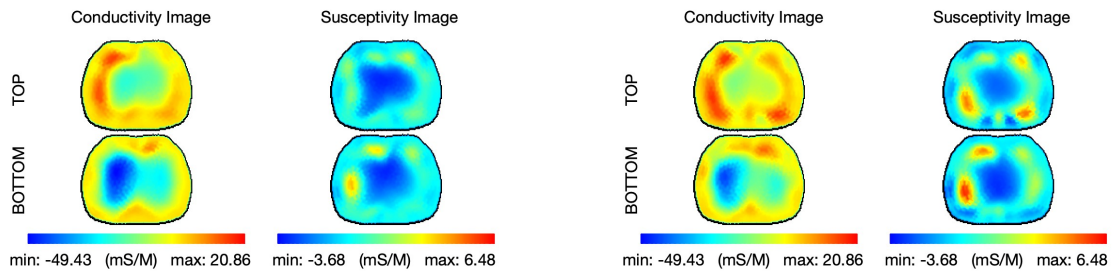 Conductivity Image Susceptivity Image Conductivity Image Susceptivity Image
TOP TOP
BOTTOM BOTTOM
min: -49.43 (mS/M) max: 20.86 min: -3.68 (mS/M) max: 6.48 min: -49.43 (mS/M) max: 20.86 min: -3.68 (mS/M) max: 6.48